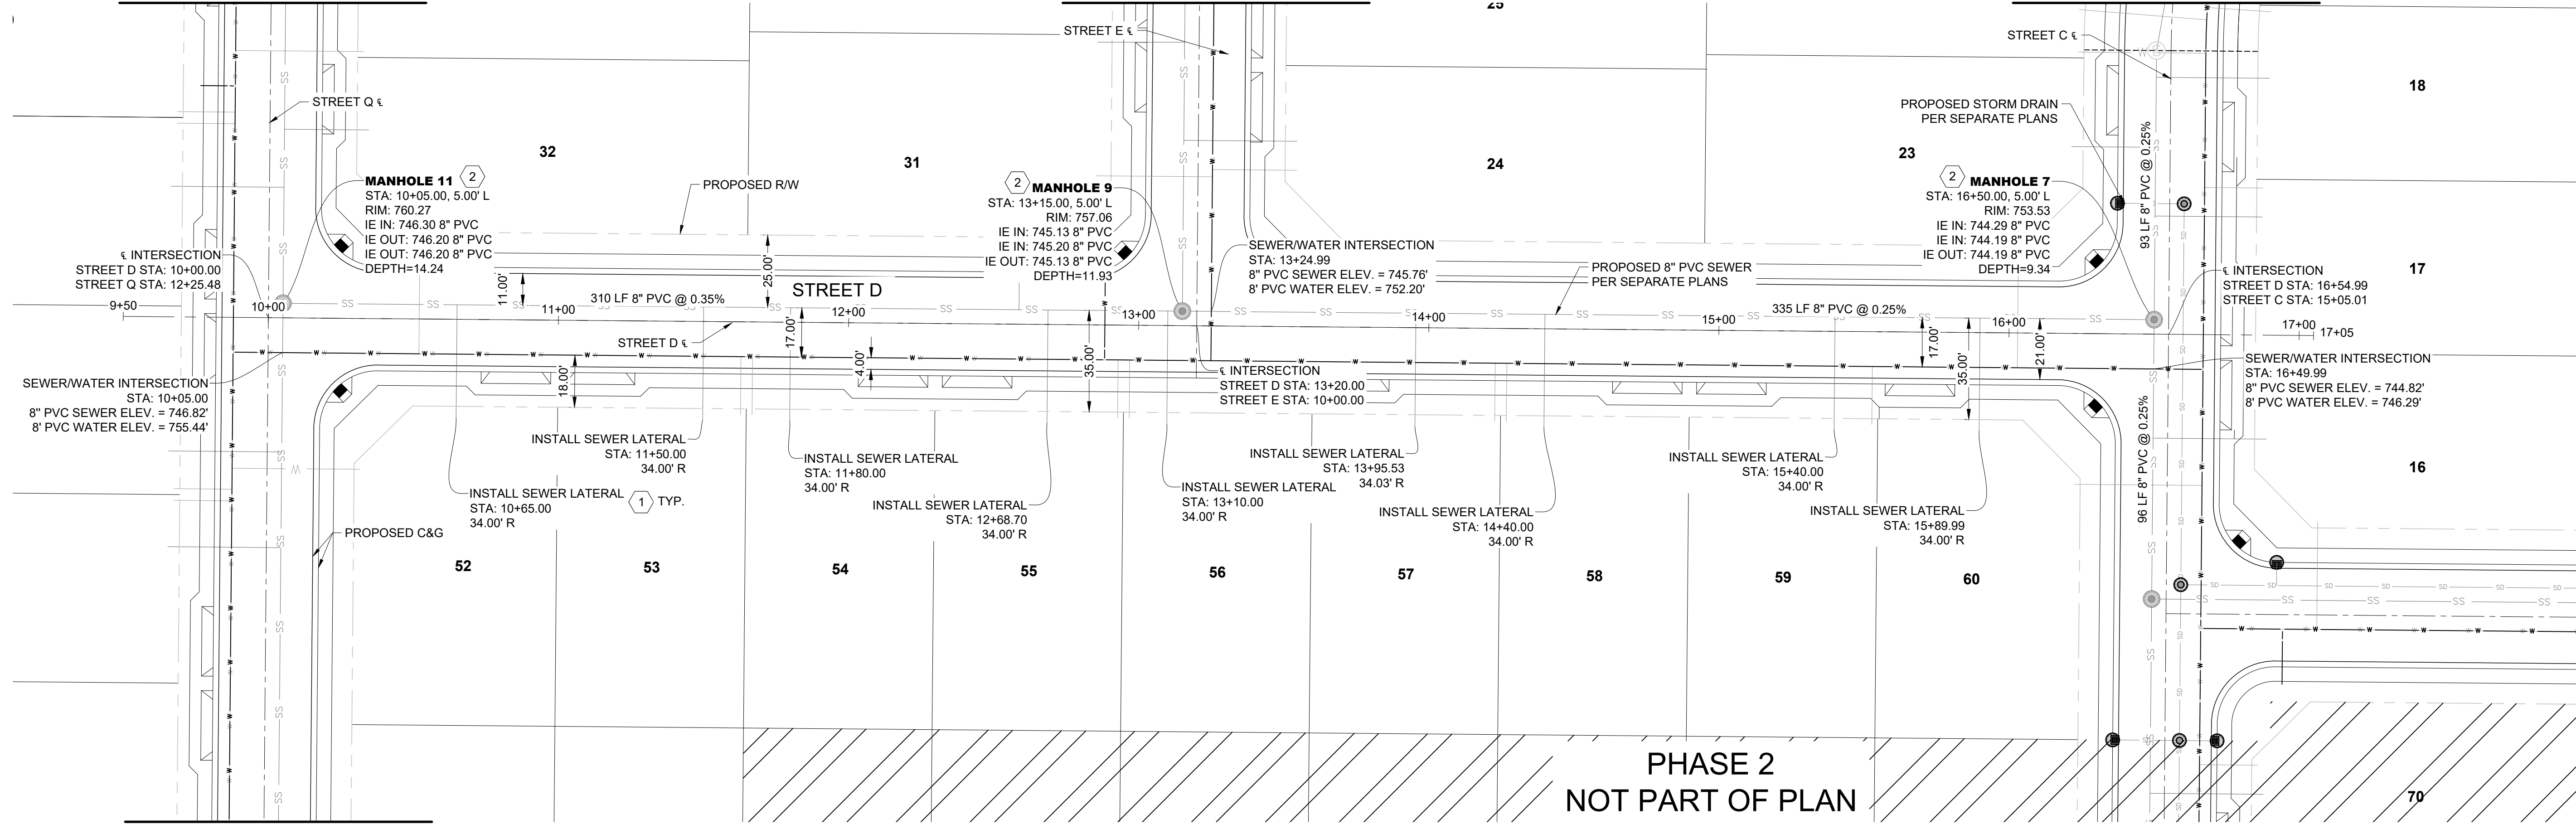 25
STREET E ℄
STREET C ℄
18
STREET Q ℄
PROPOSED STORM DRAIN
PER SEPARATE PLANS
93 LF 8" PVC @ 0.25%
32
31
24
23
MANHOLE 11
2
STA: 10+05.00, 5.00' L
RIM: 760.27
IE IN: 746.30 8" PVC
IE OUT: 746.20 8" PVC
IE OUT: 746.20 8" PVC
DEPTH=14.24
PROPOSED R/W
2
MANHOLE 9
STA: 13+15.00, 5.00' L
RIM: 757.06
IE IN: 745.13 8" PVC
IE IN: 745.20 8" PVC
IE OUT: 745.13 8" PVC
DEPTH=11.93
2
MANHOLE 7
STA: 16+50.00, 5.00' L
RIM: 753.53
IE IN: 744.29 8" PVC
IE IN: 744.19 8" PVC
IE OUT: 744.19 8" PVC
DEPTH=9.34
℄ INTERSECTION
STREET D STA: 10+00.00
STREET Q STA: 12+25.48
SEWER/WATER INTERSECTION
STA: 13+24.99
8" PVC SEWER ELEV. = 745.76'
8' PVC WATER ELEV. = 752.20'
PROPOSED 8" PVC SEWER
PER SEPARATE PLANS
℄ INTERSECTION
STREET D STA: 16+54.99
STREET C STA: 15+05.01
17
11.00'
25.00'
STREET D
9+50
10+00
11+00
310 LF 8" PVC @ 0.35%
12+00
13+00
14+00
15+00
335 LF 8" PVC @ 0.25%
16+00
17+00
17+05
17.00'
STREET D ℄
4.00'
18.00'
35.00'
17.00'
35.00'
21.00'
SEWER/WATER INTERSECTION
STA: 10+05.00
8" PVC SEWER ELEV. = 746.82'
8' PVC WATER ELEV. = 755.44'
℄ INTERSECTION
STREET D STA: 13+20.00
STREET E STA: 10+00.00
SEWER/WATER INTERSECTION
STA: 16+49.99
8" PVC SEWER ELEV. = 744.82'
8' PVC WATER ELEV. = 746.29'
96 LF 8" PVC @ 0.25%
16
INSTALL SEWER LATERAL
STA: 11+50.00
34.00' R
INSTALL SEWER LATERAL
STA: 11+80.00
34.00' R
INSTALL SEWER LATERAL
STA: 13+95.53
34.03' R
INSTALL SEWER LATERAL
STA: 15+40.00
34.00' R
INSTALL SEWER LATERAL
STA: 10+65.00
34.00' R
1 TYP.
INSTALL SEWER LATERAL
STA: 12+68.70
34.00' R
INSTALL SEWER LATERAL
STA: 13+10.00
34.00' R
INSTALL SEWER LATERAL
STA: 14+40.00
34.00' R
INSTALL SEWER LATERAL
STA: 15+89.99
34.00' R
PROPOSED C&G
52
53
54
55
56
57
58
59
60
PHASE 2
NOT PART OF PLAN
70